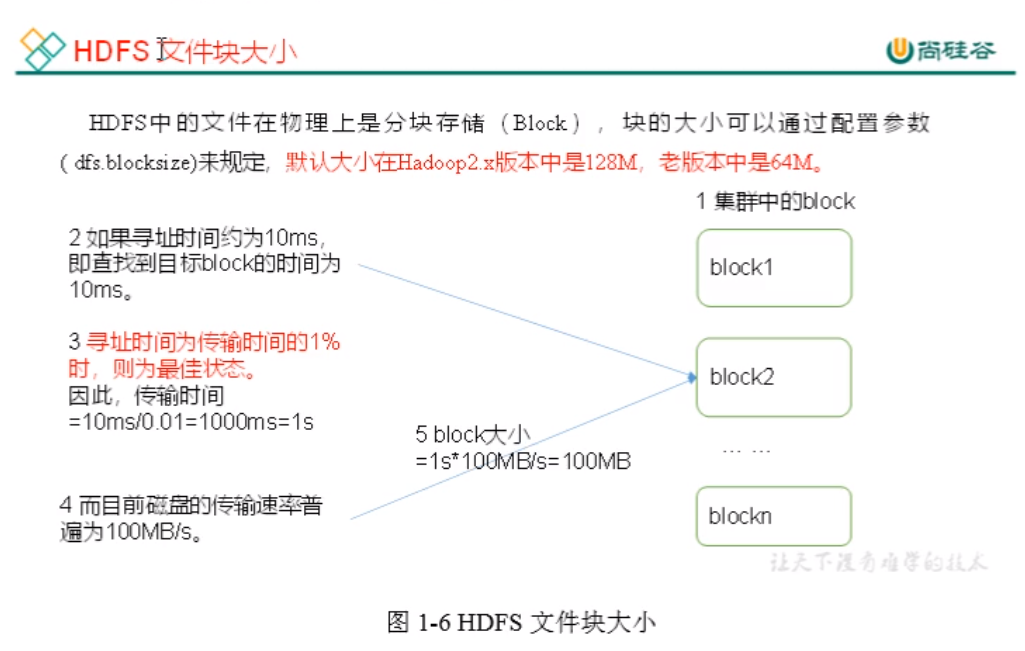 HDFS 文件块大小
尚硅谷
HDFS中的文件在物理上是分块存储（Block），块的大小可以通过配置参数
( dfs.blocksize)来规定，默认大小在Hadoop2.x版本中是128M，老版本中是64M。
1 集群中的block
2 如果寻址时间约为10ms，
即查找到目标block的时间为
10ms。
block1
3 寻址时间为传输时间的1%
时，则为最佳状态。
因此，传输时间
=10ms/0.01=1000ms=1s
block2
5 block大小
=1s*100MB/s=100MB
... ...
4 而目前磁盘的传输速率普
遍为100MB/s。
blockn
让天下没有难学的技术
图 1-6 HDFS 文件块大小